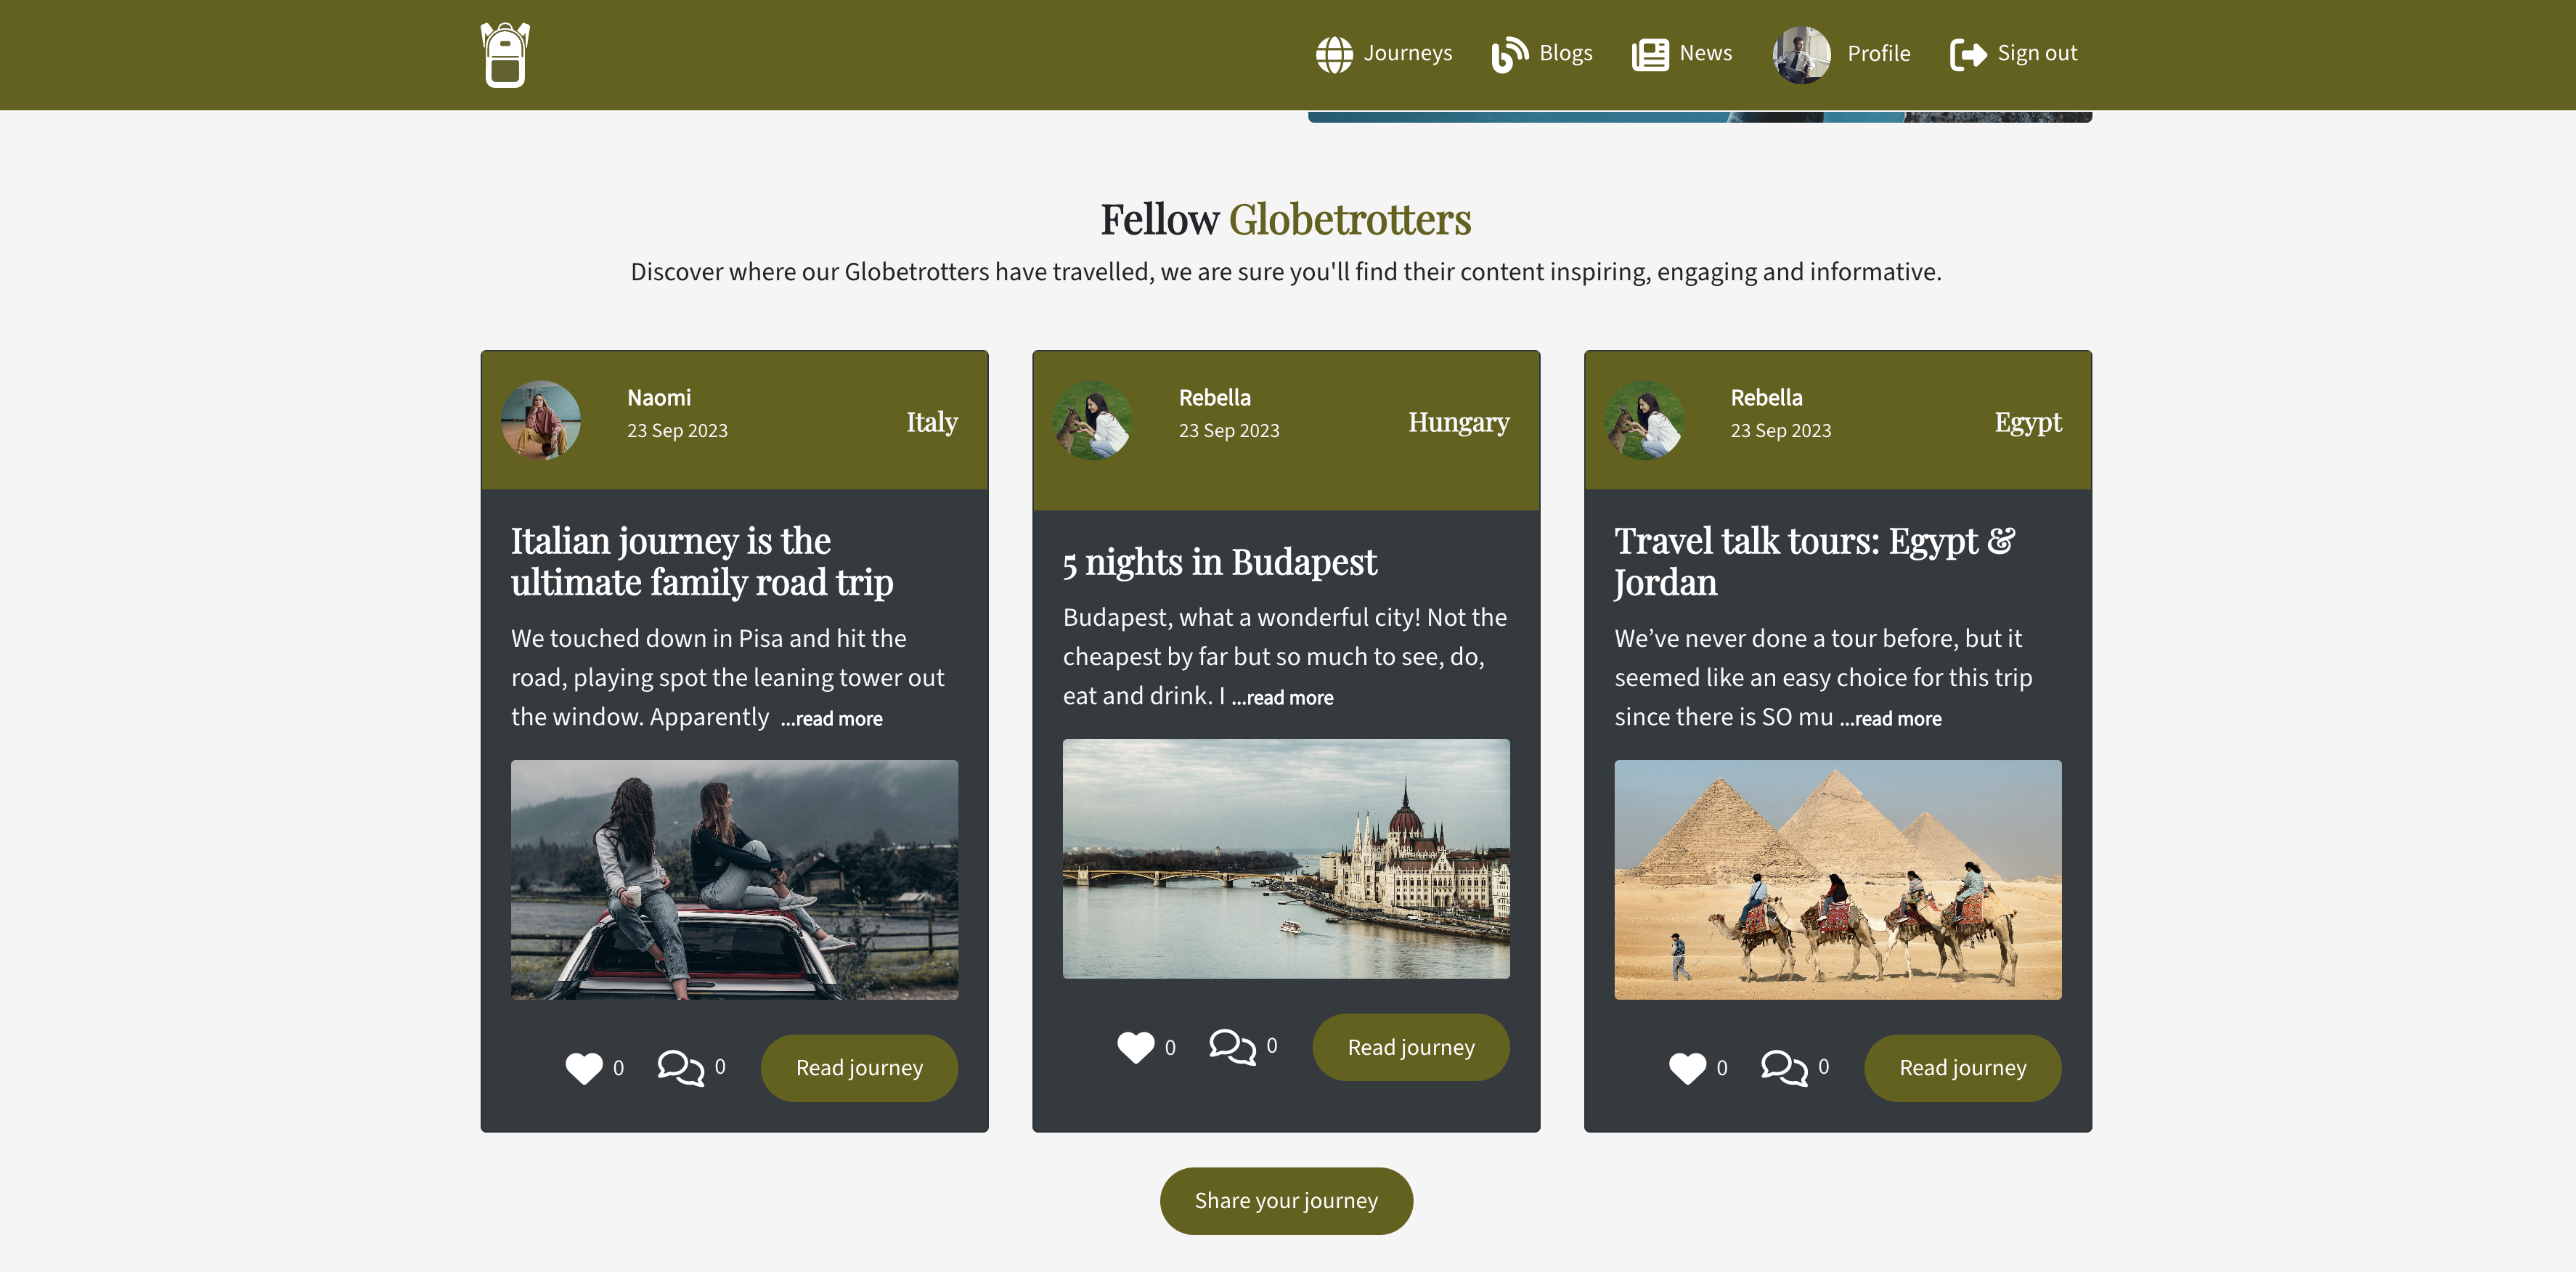 Journeys
Blogs
News
Profile
Sign out
Fellow Globetrotters
Discover where our Globetrotters have travelled, we are sure you'll find their content inspiring, engaging and informative.
Naomi
23 Sep 2023
Italy
Italian journey is the
ultimate family road trip
We touched down in Pisa and hit the
road, playing spot the leaning tower out
the window. Apparently ...read more
0
0
Read journey
Rebella
23 Sep 2023
Hungary
5 nights in Budapest
Budapest, what a wonderful city! Not the
cheapest by far but so much to see, do,
eat and drink. I ...read more
0
0
Read journey
Rebella
23 Sep 2023
Egypt
Travel talk tours: Egypt &
Jordan
We’ve never done a tour before, but it
seemed like an easy choice for this trip
since there is SO mu ...read more
0
0
Read journey
Share your journey